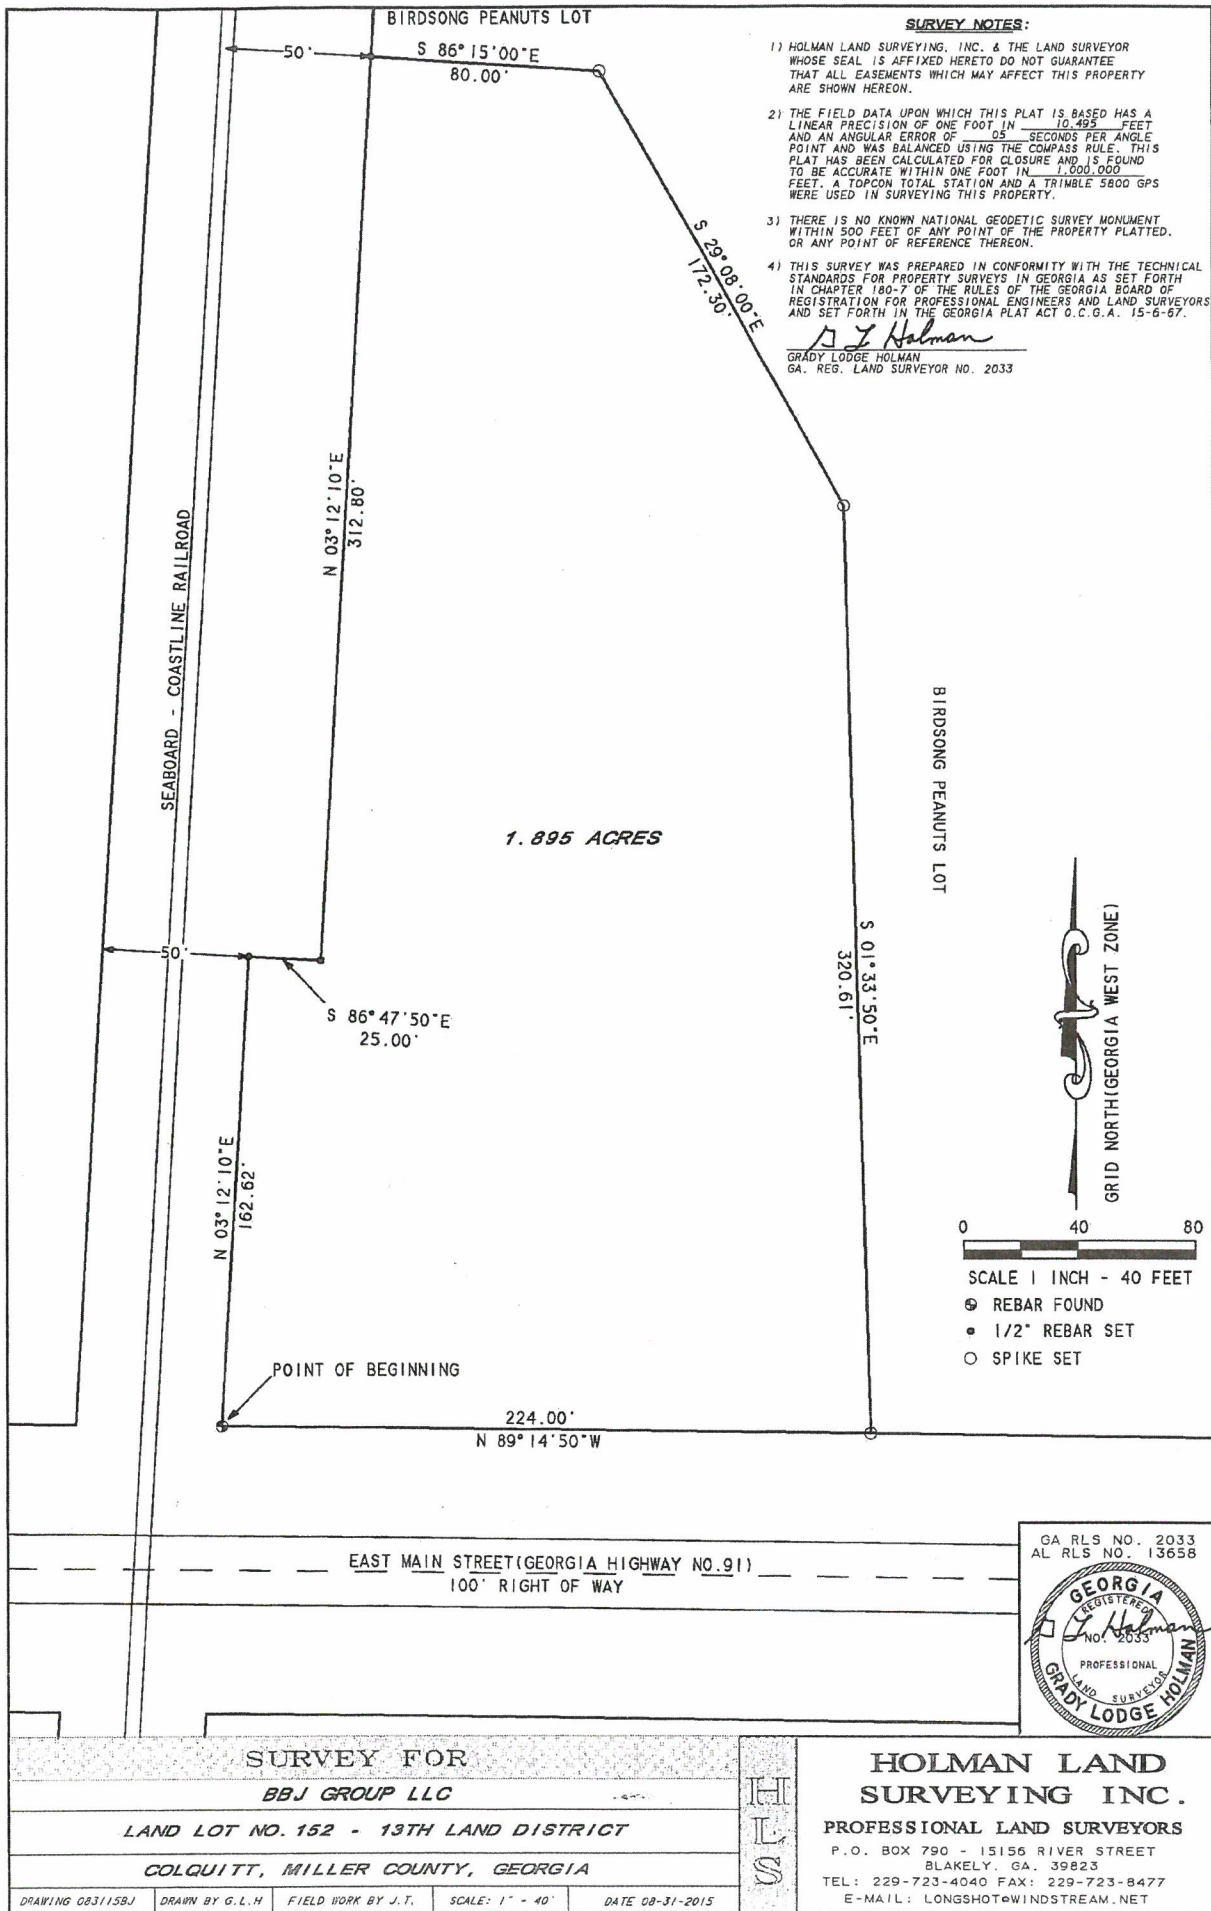 BIRDSONG PEANUTS LOT
50'
S 86°15'00"E
80.00'
SURVEY NOTES:
1) HOLMAN LAND SURVEYING, INC. & THE LAND SURVEYOR
WHOSE SEAL IS AFFIXED HERETO DO NOT GUARANTEE
THAT ALL EASEMENTS WHICH MAY AFFECT THIS PROPERTY
ARE SHOWN HEREON.
2) THE FIELD DATA UPON WHICH THIS PLAT IS BASED HAS A
LINEAR PRECISION OF ONE FOOT IN 10,495 FEET
AND AN ANGULAR ERROR OF 05 SECONDS PER ANGLE
POINT AND WAS BALANCED USING THE COMPASS RULE. THIS
PLAT HAS BEEN CALCULATED FOR CLOSURE AND IS FOUND
TO BE ACCURATE WITHIN ONE FOOT IN 1,000,000
FEET. A TOPCON TOTAL STATION AND A TRIMBLE 5800 GPS
WERE USED IN SURVEYING THIS PROPERTY.
3) THERE IS NO KNOWN NATIONAL GEODETIC SURVEY MONUMENT
WITHIN 500 FEET OF ANY POINT OF THE PROPERTY PLATTED,
OR ANY POINT OF REFERENCE THEREON.
4) THIS SURVEY WAS PREPARED IN CONFORMITY WITH THE TECHNICAL
STANDARDS FOR PROPERTY SURVEYS IN GEORGIA AS SET FORTH
IN CHAPTER 180-7 OF THE RULES OF THE GEORGIA BOARD OF
REGISTRATION FOR PROFESSIONAL ENGINEERS AND LAND SURVEYORS
AND SET FORTH IN THE GEORGIA PLAT ACT O.C.G.A. 15-6-67.
G L Holman
GRADY LODGE HOLMAN
GA. REG. LAND SURVEYOR NO. 2033
S 29°08'00"E
172.30'
N 03°12'10"E
312.80'
SEABOARD - COASTLINE RAILROAD
BIRDSONG PEANUTS LOT
1.895 ACRES
50'
S 86°47'50"E
25.00'
S 01°33'50"E
320.61'
GRID NORTH(GEORGIA WEST ZONE)
N 03°12'10"E
162.62'
0 40 80
SCALE 1 INCH - 40 FEET
REBAR FOUND
1/2" REBAR SET
SPIKE SET
POINT OF BEGINNING
224.00'
N 89°14'50"W
EAST MAIN STREET(GEORGIA HIGHWAY NO.91)
100' RIGHT OF WAY
GA RLS NO. 2033
AL RLS NO. 13658
GEORGIA
REGISTERED
G L Holman
NO. 2033
PROFESSIONAL
LAND SURVEYOR
GRADY LODGE HOLMAN
SURVEY FOR
BBJ GROUP LLC
LAND LOT NO. 152 - 13TH LAND DISTRICT
COLQUITT, MILLER COUNTY, GEORGIA
DRAWING 083115BJ DRAWN BY G.L.H FIELD WORK BY J.T. SCALE: 1" - 40' DATE 08-31-2015
HLS
HOLMAN LAND
SURVEYING INC.
PROFESSIONAL LAND SURVEYORS
P.O. BOX 790 - 15156 RIVER STREET
BLAKELY, GA. 39823
TEL: 229-723-4040 FAX: 229-723-8477
E-MAIL: LONGSHOT@WINDSTREAM.NET